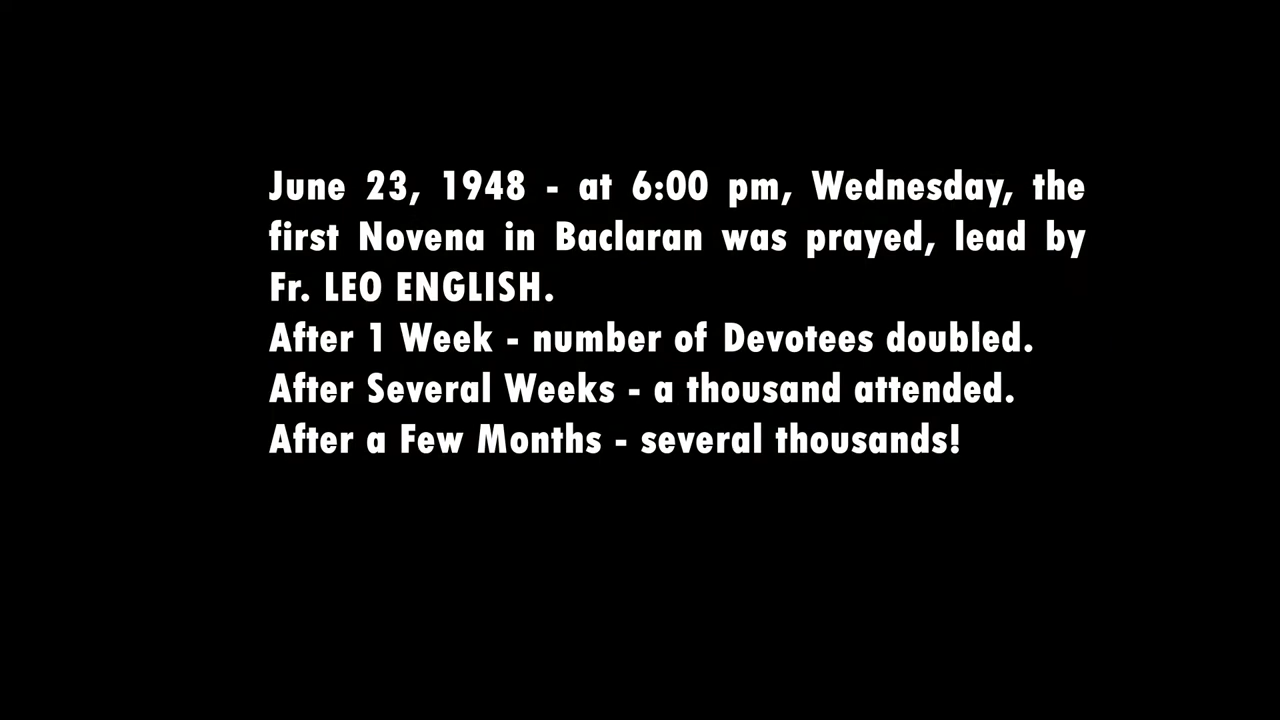 June 23, 1948 - at 6:00 pm, Wednesday, the
first Novena in Baclaran was prayed, lead by
Fr. LEO ENGLISH.
After 1 Week - number of Devotees doubled.
After Several Weeks - a thousand attended.
After a Few Months - several thousands!